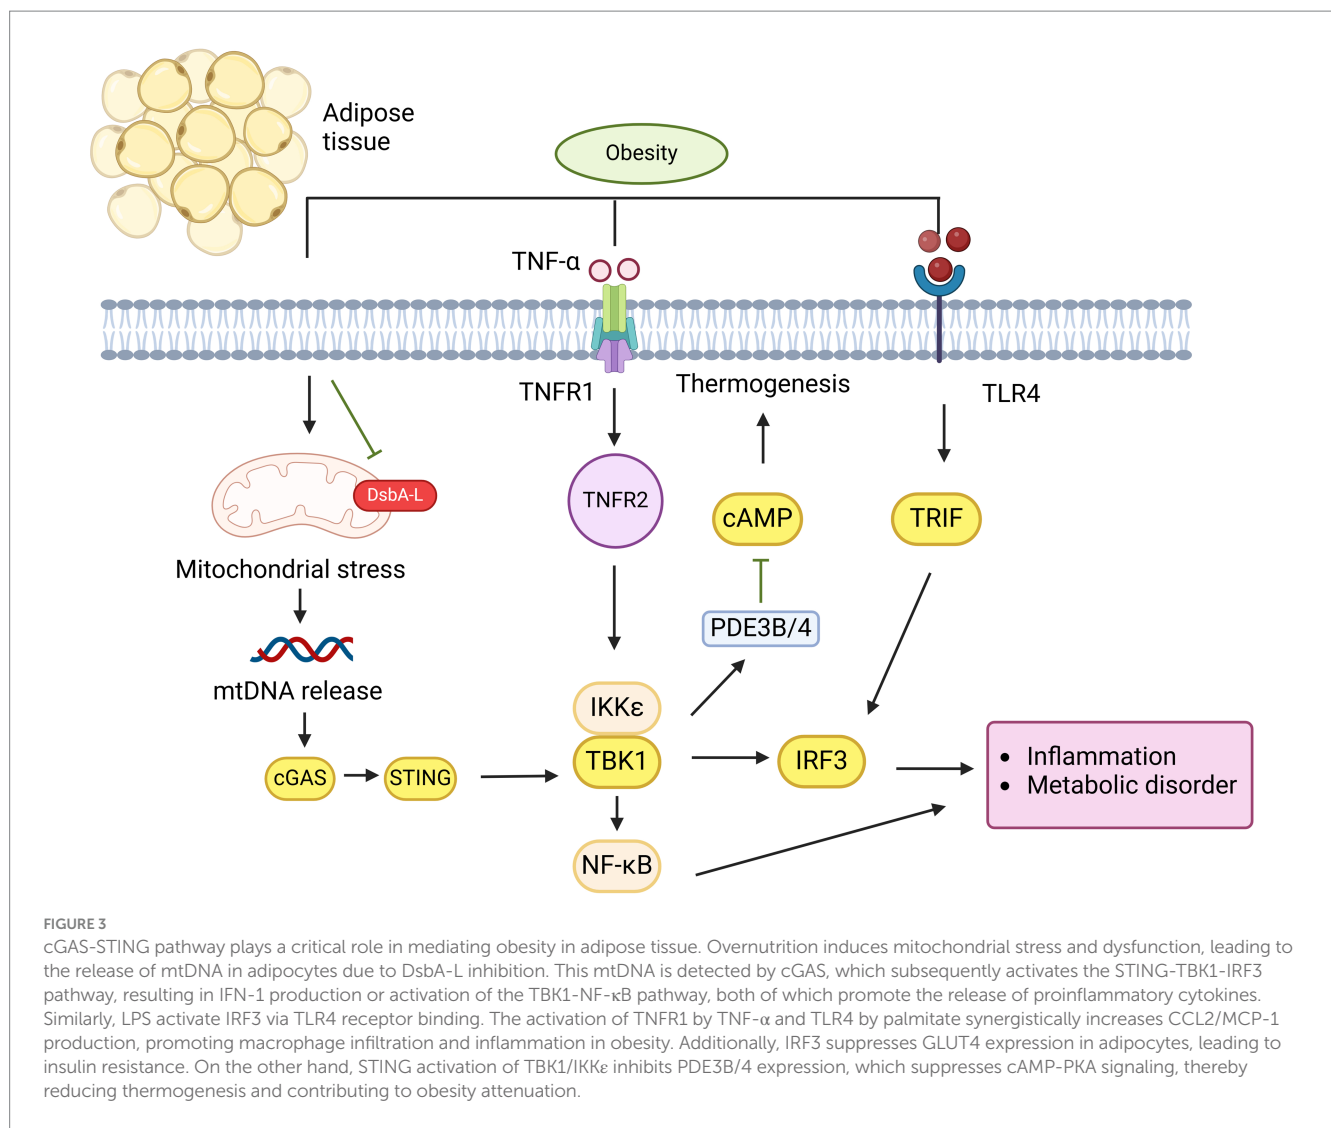 Adipose
tissue
Obesity
TNF-α
TNFR1
Thermogenesis
TLR4
DsbA-L
TNFR2
cAMP
TRIF
Mitochondrial stress
PDE3B/4
mtDNA release
IKKε
TBK1
IRF3
cGAS
STING
NF-κB
• Inflammation
• Metabolic disorder
FIGURE 3
cGAS-STING pathway plays a critical role in mediating obesity in adipose tissue. Overnutrition induces mitochondrial stress and dysfunction, leading to
the release of mtDNA in adipocytes due to DsbA-L inhibition. This mtDNA is detected by cGAS, which subsequently activates the STING-TBK1-IRF3
pathway, resulting in IFN-1 production or activation of the TBK1-NF-κB pathway, both of which promote the release of proinflammatory cytokines.
Similarly, LPS activate IRF3 via TLR4 receptor binding. The activation of TNFR1 by TNF-α and TLR4 by palmitate synergistically increases CCL2/MCP-1
production, promoting macrophage infiltration and inflammation in obesity. Additionally, IRF3 suppresses GLUT4 expression in adipocytes, leading to
insulin resistance. On the other hand, STING activation of TBK1/IKKε inhibits PDE3B/4 expression, which suppresses cAMP-PKA signaling, thereby
reducing thermogenesis and contributing to obesity attenuation.